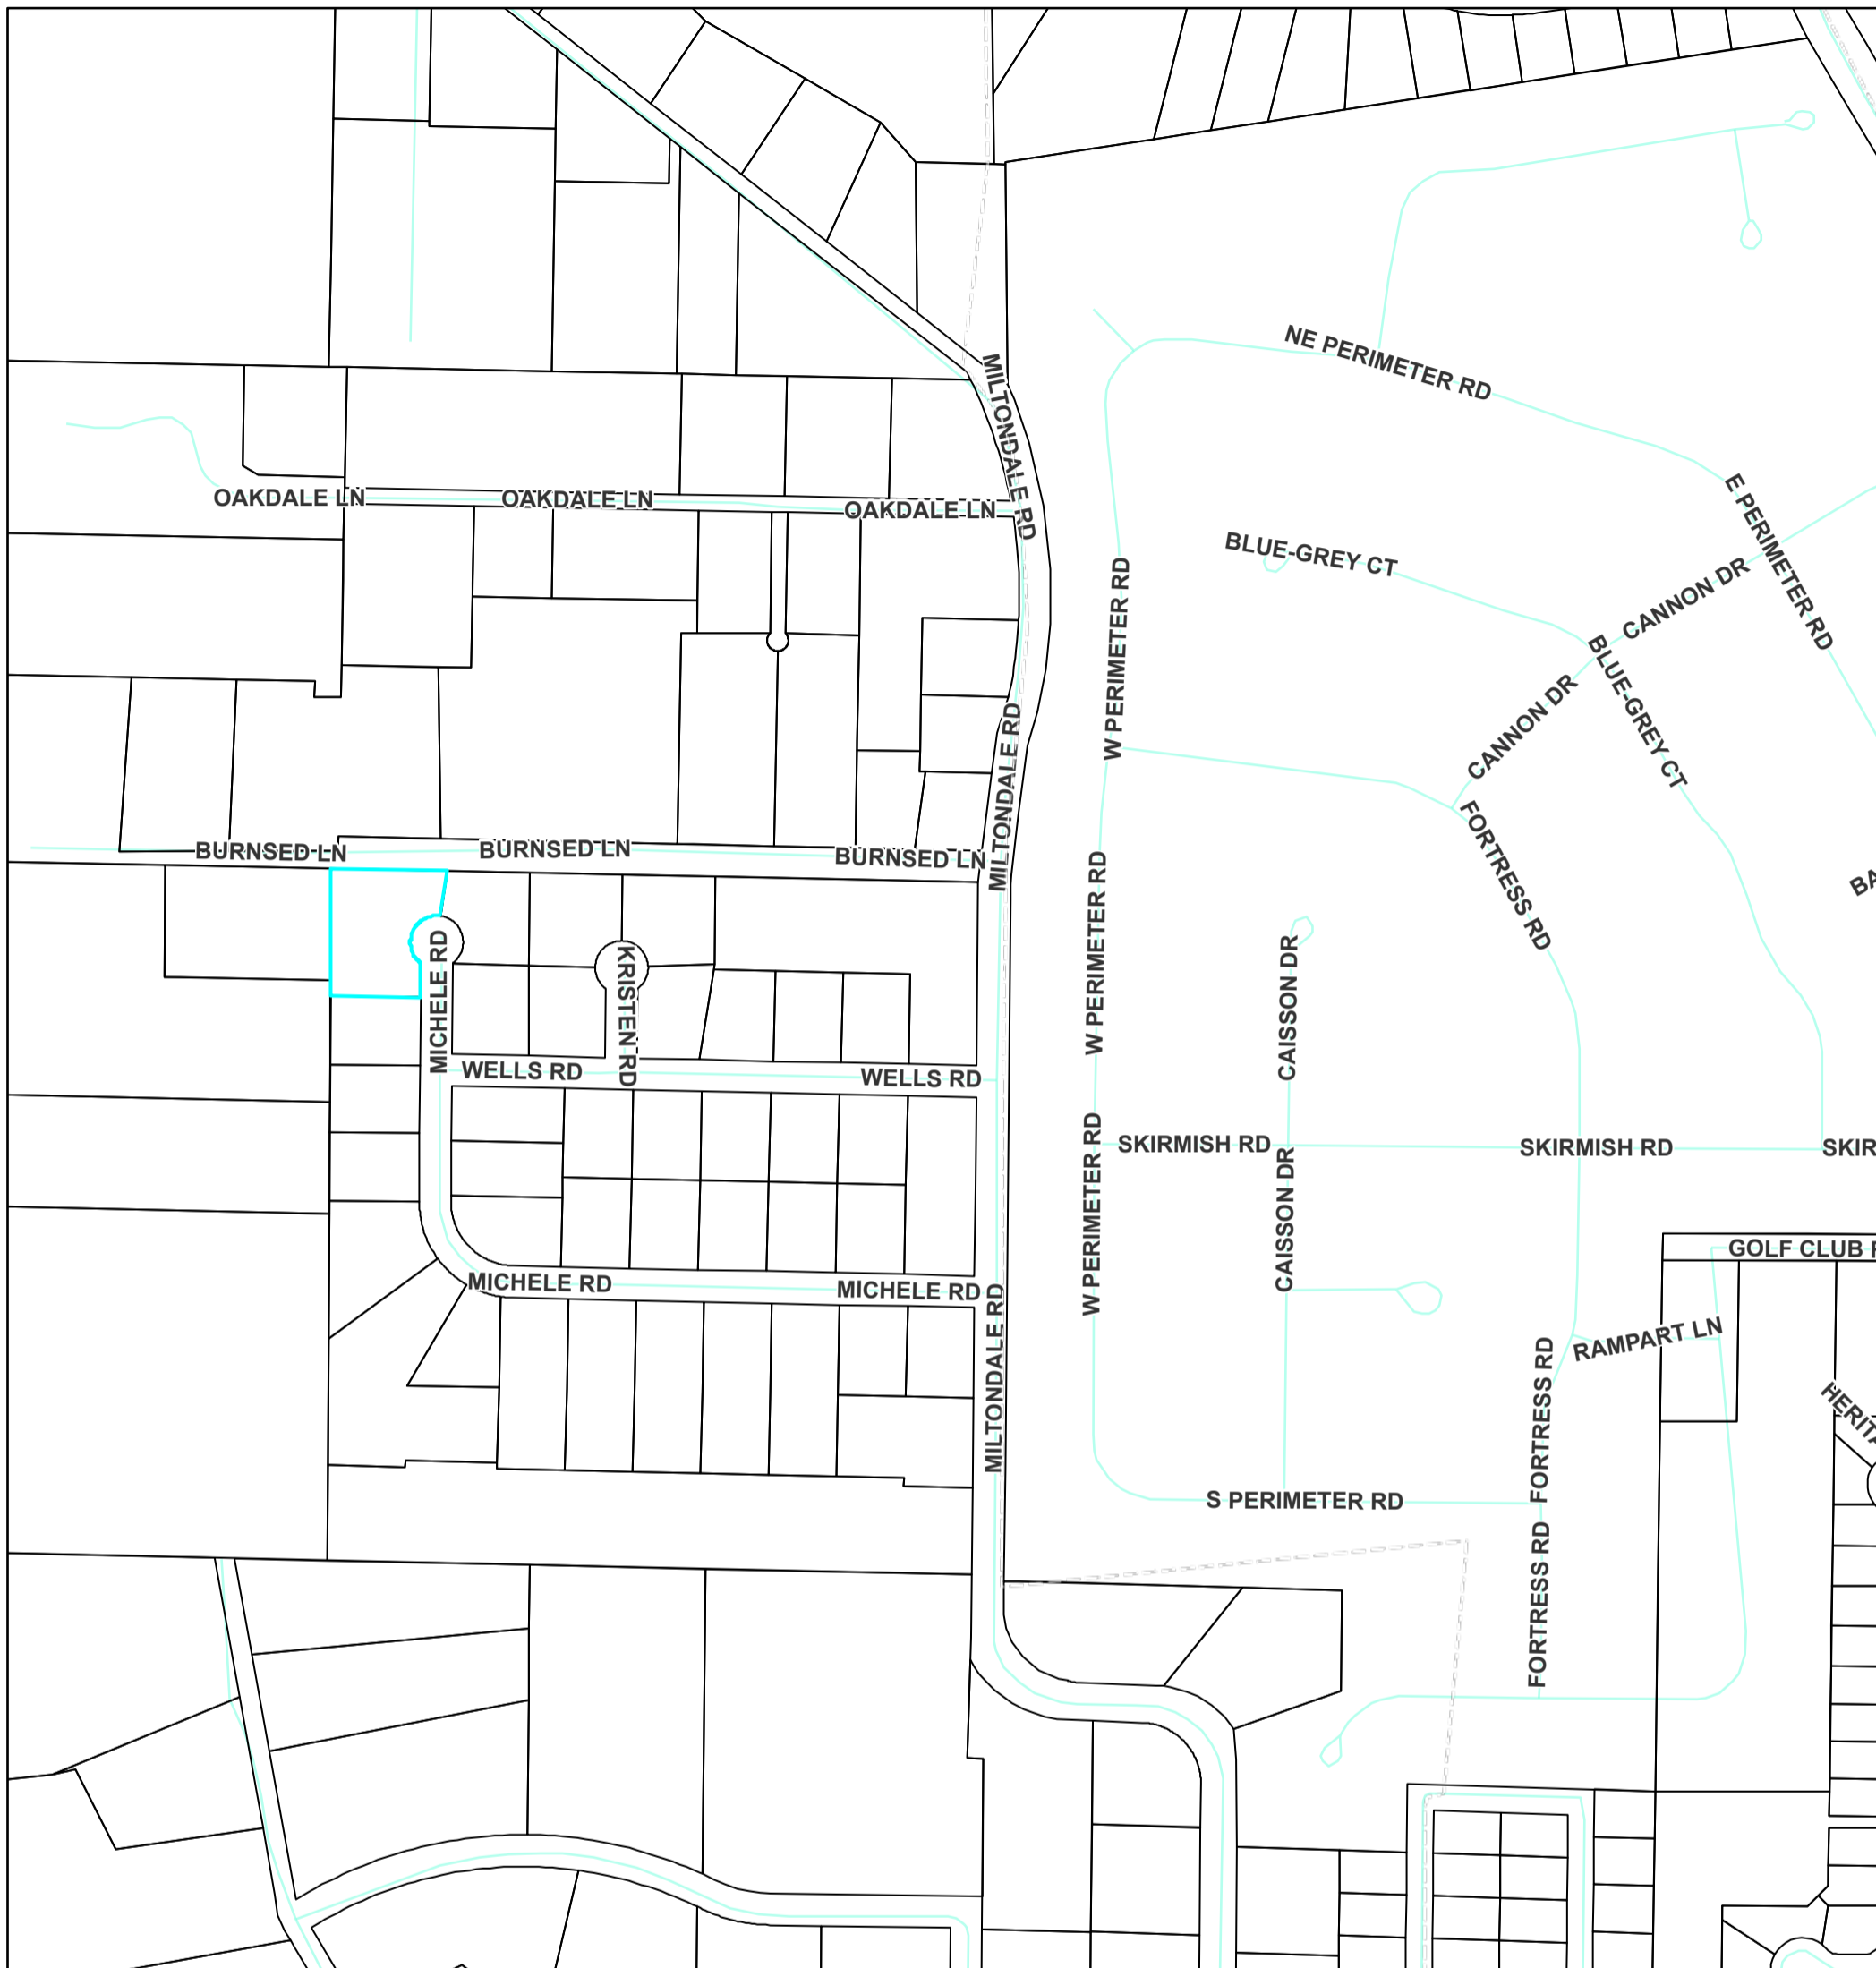 NE PERIMETER RD
MILTONDALE RD
OAKDALE LN
OAKDALE LN
OAKDALE LN
E PERIMETER RD
BLUE-GREY CT
CANNON DR
W PERIMETER RD
BLUE-GREY CT
CANNON DR
MILTONDALE RD
FORTRESS RD
BURNSED LN
BURNSED LN
BURNSED LN
W PERIMETER RD
BA
MICHELE RD
KRISTEN RD
CAISSON DR
WELLS RD
WELLS RD
W PERIMETER RD
SKIRMISH RD
SKIRMISH RD
SKIR
CAISSON DR
GOLF CLUB
MICHELE RD
MICHELE RD
MILTONDALE RD
RAMPART LN
FORTRESS RD
HERITA
S PERIMETER RD
FORTRESS RD